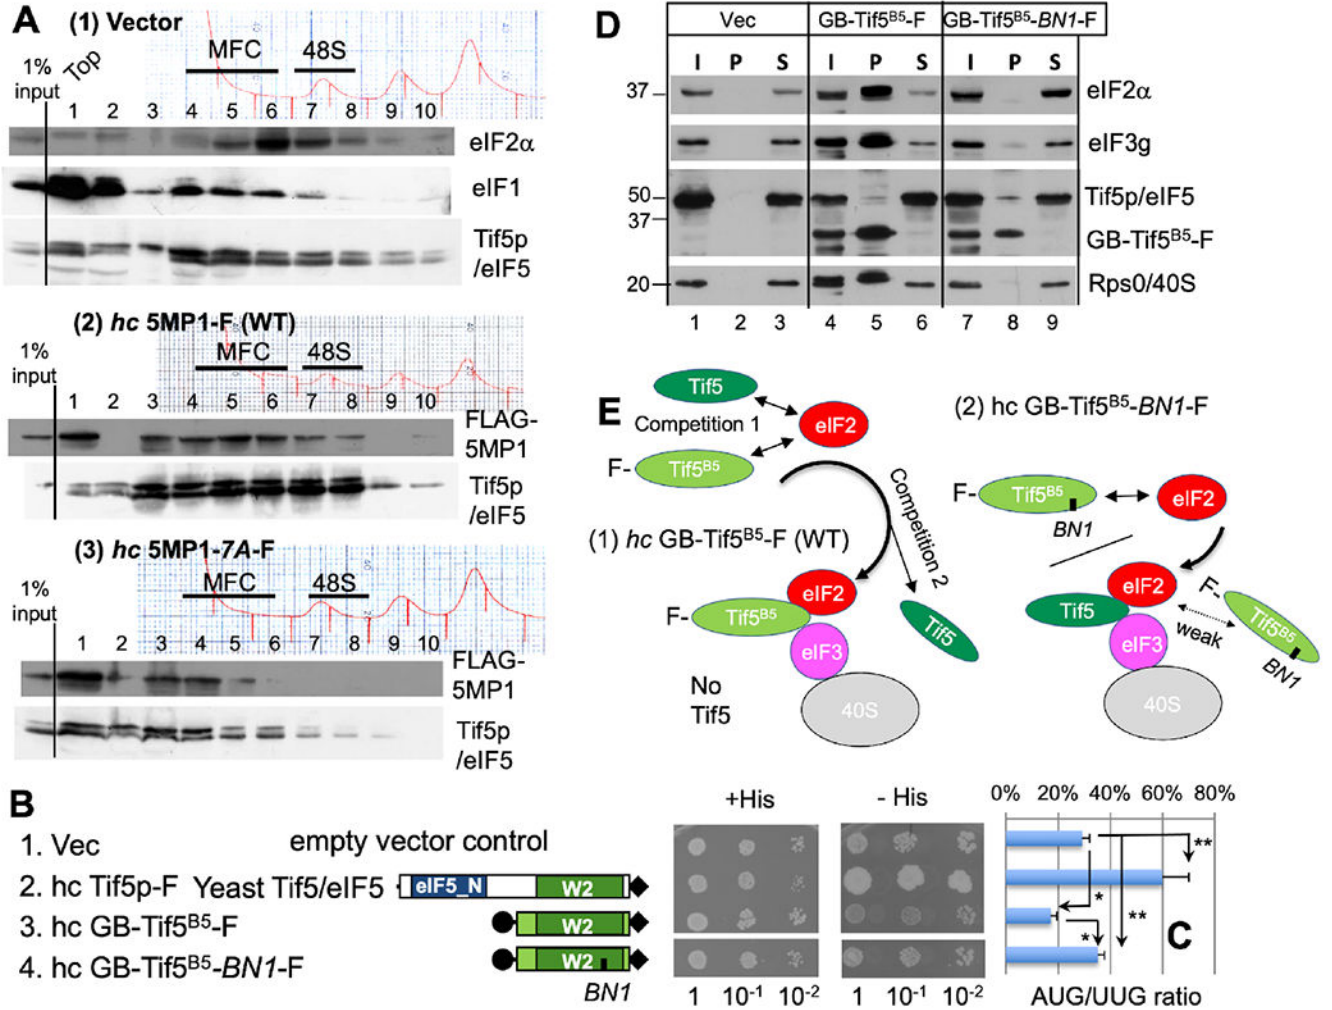 A
(1) Vector
MFC
48S
1%
input
Top
1 2 3 4 5 6 7 8 9 10
eIF2α
eIF1
Tif5p
/eIF5
(2) hc 5MP1-F (WT)
MFC
48S
1%
input
1 2 3 4 5 6 7 8 9 10
FLAG-
5MP1
Tif5p
/eIF5
(3) hc 5MP1-7A-F
MFC
48S
1%
input
1 2 3 4 5 6 7 8 9 10
FLAG-
5MP1
Tif5p
/eIF5
D
Vec
GB-Tif5B5-F
GB-Tif5B5-BN1-F
I P S I P S I P S
37
eIF2α
eIF3g
50
Tif5p/eIF5
37
GB-Tif5B5-F
20
Rps0/40S
1 2 3 4 5 6 7 8 9
E
Tif5
Competition 1
eIF2
F- Tif5B5
Competition 2
(1) hc GB-Tif5B5-F (WT)
eIF2
F- Tif5B5
Tif5
eIF3
No
Tif5
40S
(2) hc GB-Tif5B5-BN1-F
F- Tif5B5
eIF2
BN1
eIF2
F-
Tif5
Tif5B5
weak
eIF3
BN1
40S
B
empty vector control
1. Vec
2. hc Tif5p-F
Yeast Tif5/eIF5
eIF5_N
W2
3. hc GB-Tif5B5-F
W2
4. hc GB-Tif5B5-BN1-F
W2
BN1
+His
- His
1 10-1 10-2
1 10-1 10-2
0% 20% 40% 60% 80%
**
*
**
*
C
AUG/UUG ratio